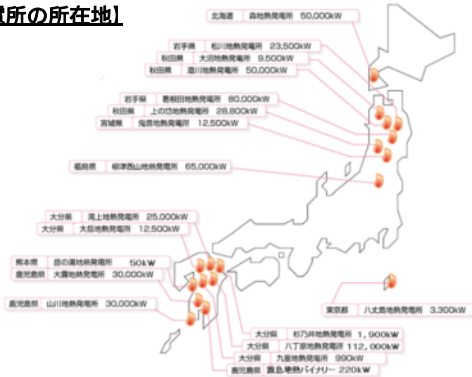 所の所在地】
北海道 森地熱発電所 50,000kW
岩手県 松川地熱発電所 23,500kW
秋田県 大沼地熱発電所 9,500kW
秋田県 澄川地熱発電所 50,000kW
岩手県 葛根田地熱発電所 80,000kW
秋田県 上の岱地熱発電所 28,800kW
宮城県 鬼首地熱発電所 12,500kW
福島県 柳津西山地熱発電所 65,000kW
大分県 滝上地熱発電所 25,000kW
大分県 大岳地熱発電所 12,500kW
熊本県 岳の湯地熱発電所 50kW
鹿児島県 大霧地熱発電所 30,000kW
鹿児島県 山川地熱発電所 30,000kW
東京都 八丈島地熱発電所 3,300kW
大分県 杉乃井地熱発電所 1,900kW
大分県 八丁原地熱発電所 112,000kW
大分県 九重地熱発電所 990kW
鹿児島県 霧島地熱バイナリー 220kW